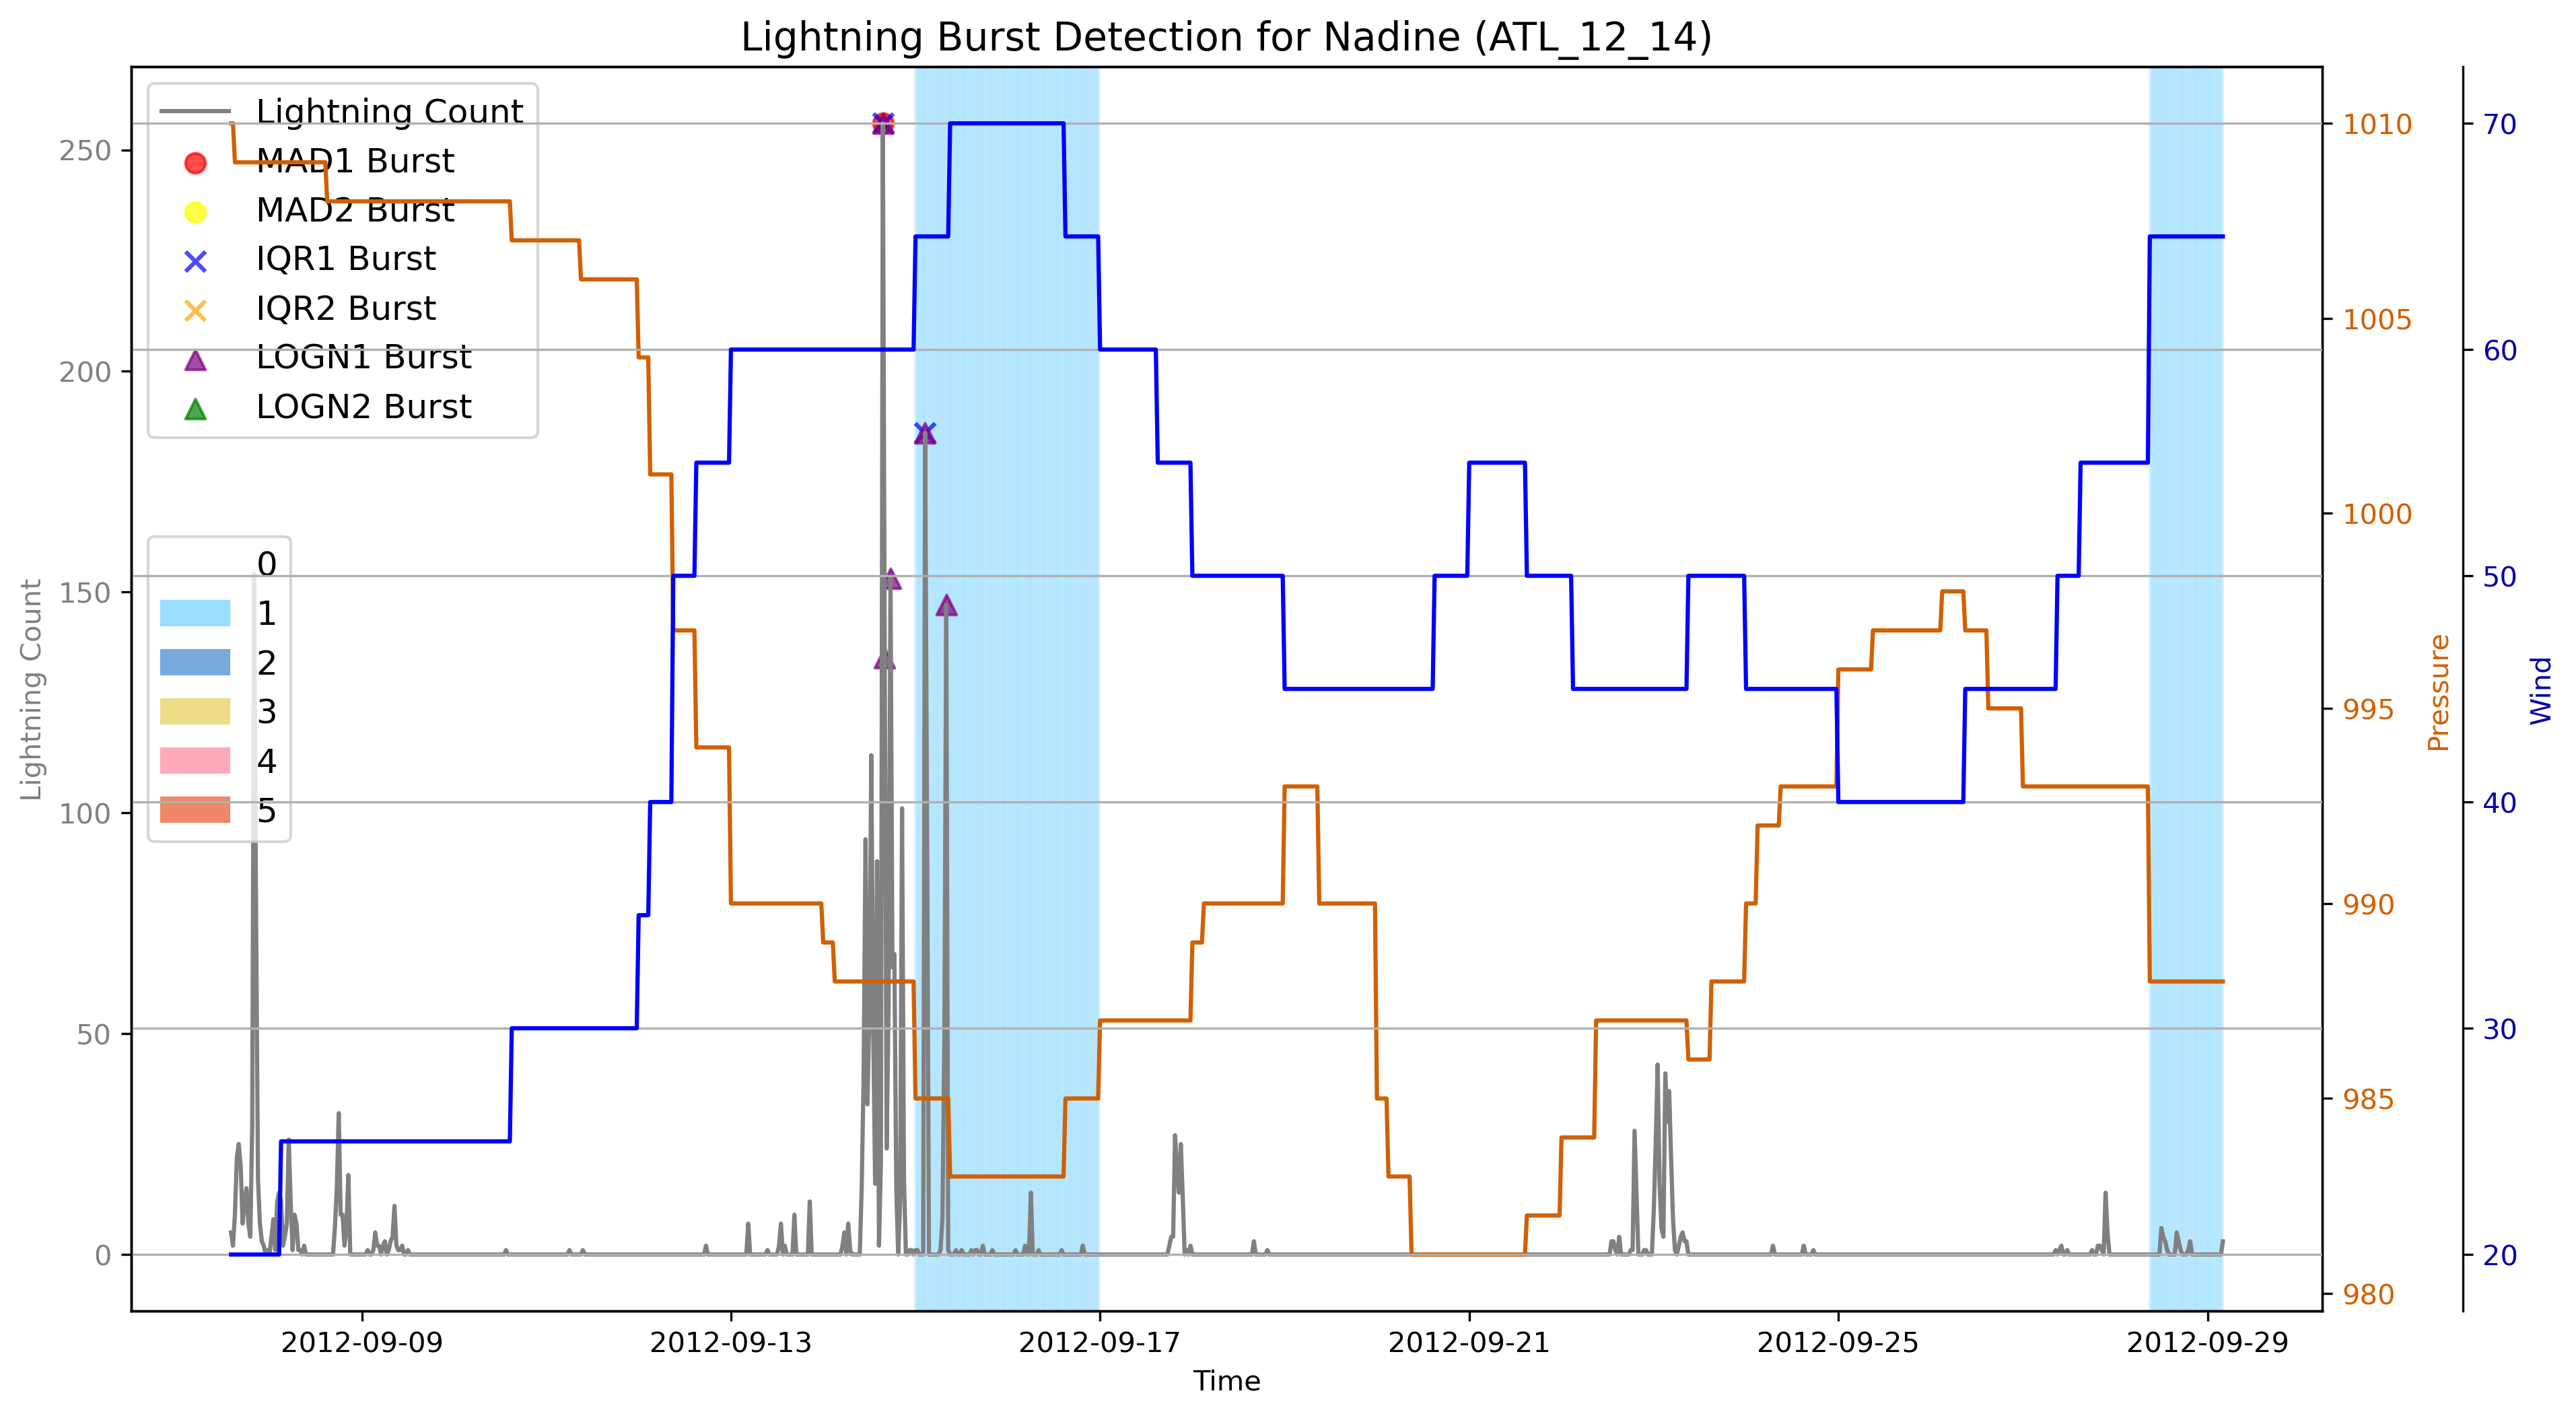 Lightning Burst Detection for Nadine (ATL_12_14)
Lightning Count
MAD1 Burst
MAD2 Burst
IQR1 Burst
IQR2 Burst
LOGN1 Burst
LOGN2 Burst
0
1
2
3
4
5
Lightning Count
250
200
150
100
50
0
1010
1005
1000
995
990
985
980
Pressure
70
60
50
40
30
20
Wind
2012-09-09
2012-09-13
2012-09-17
2012-09-21
2012-09-25
2012-09-29
Time